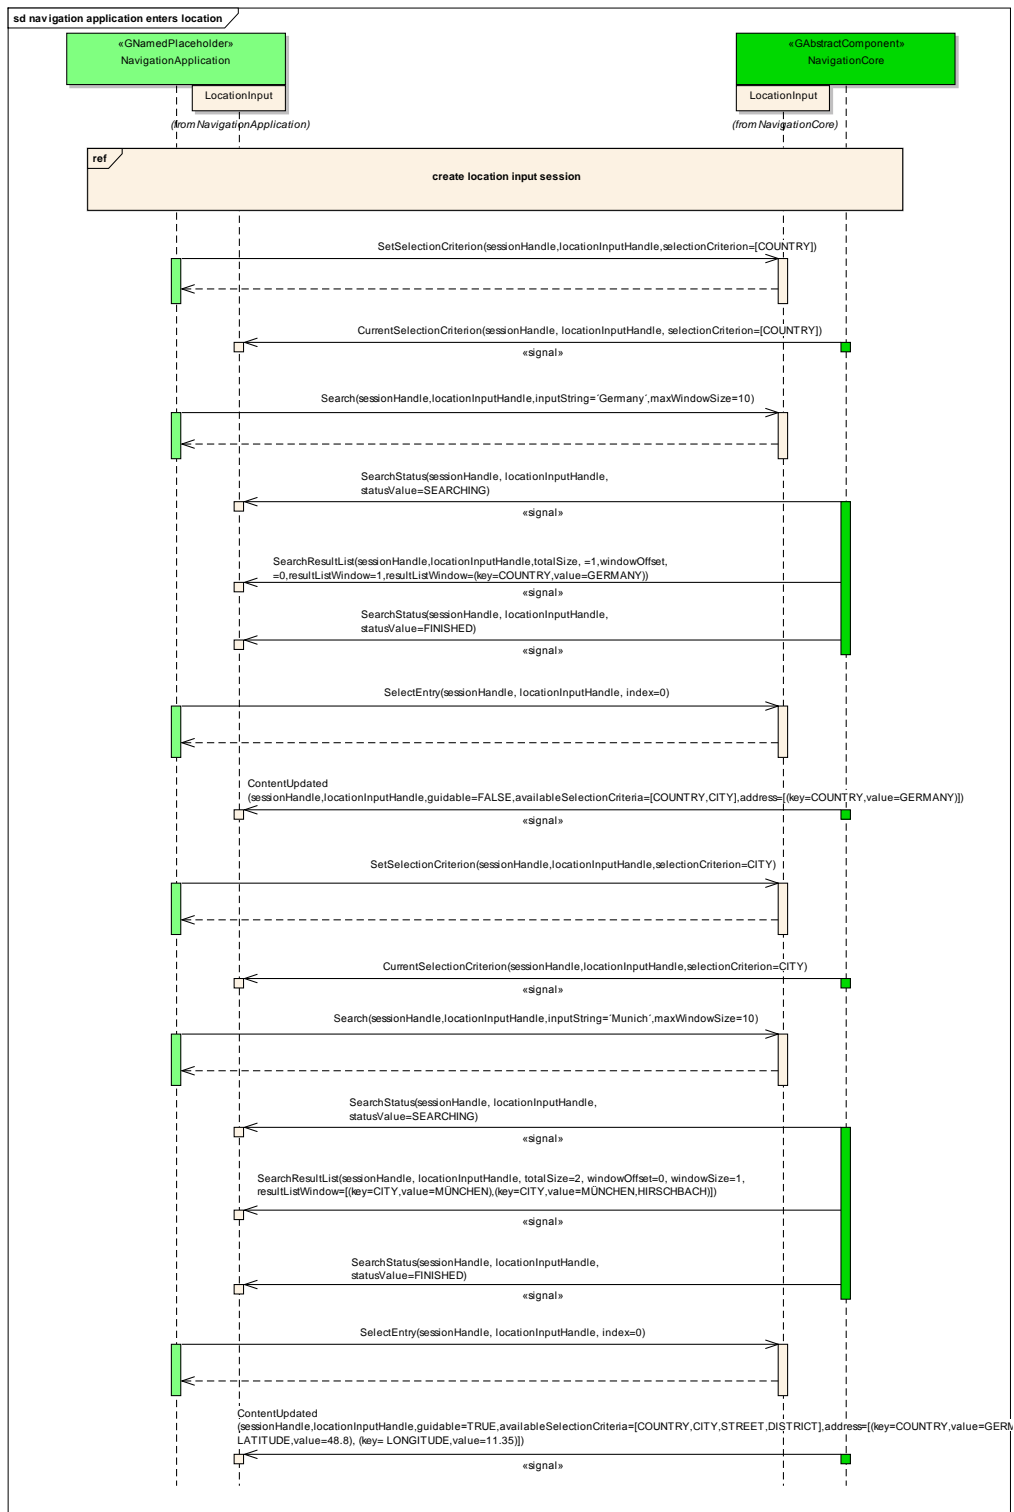 sd navigation application enters location
«GNamedPlaceholder»
NavigationApplication
«GAbstractComponent»
NavigationCore
LocationInput
LocationInput
(from NavigationApplication)
(from NavigationCore)
ref
create location input session
SetSelectionCriterion(sessionHandle,locationInputHandle,selectionCriterion=[COUNTRY])
CurrentSelectionCriterion(sessionHandle, locationInputHandle, selectionCriterion=[COUNTRY])
«signal»
Search(sessionHandle,locationInputHandle,inputString=´Germany´,maxWindowSize=10)
SearchStatus(sessionHandle, locationInputHandle,
statusValue=SEARCHING)
«signal»
SearchResultList(sessionHandle,locationInputHandle,totalSize, =1,windowOffset,
=0,resultListWindow=1,resultListWindow=(key=COUNTRY,value=GERMANY))
«signal»
SearchStatus(sessionHandle, locationInputHandle,
statusValue=FINISHED)
«signal»
SelectEntry(sessionHandle, locationInputHandle, index=0)
ContentUpdated
(sessionHandle,locationInputHandle,guidable=FALSE,availableSelectionCriteria=[COUNTRY,CITY],address=[(key=COUNTRY,value=GERMANY)])
«signal»
SetSelectionCriterion(sessionHandle,locationInputHandle,selectionCriterion=CITY)
CurrentSelectionCriterion(sessionHandle,locationInputHandle,selectionCriterion=CITY)
«signal»
Search(sessionHandle,locationInputHandle,inputString=´Munich´,maxWindowSize=10)
SearchStatus(sessionHandle, locationInputHandle,
statusValue=SEARCHING)
«signal»
SearchResultList(sessionHandle, locationInputHandle, totalSize=2, windowOffset=0, windowSize=1,
resultListWindow=[(key=CITY,value=MÜNCHEN),(key=CITY,value=MÜNCHEN,HIRSCHBACH)])
«signal»
SearchStatus(sessionHandle, locationInputHandle,
statusValue=FINISHED)
«signal»
SelectEntry(sessionHandle, locationInputHandle, index=0)
ContentUpdated
(sessionHandle,locationInputHandle,guidable=TRUE,availableSelectionCriteria=[COUNTRY,CITY,STREET,DISTRICT],address=[(key=COUNTRY,value=GERM
LATITUDE,value=48.8), (key= LONGITUDE,value=11.35)])
«signal»